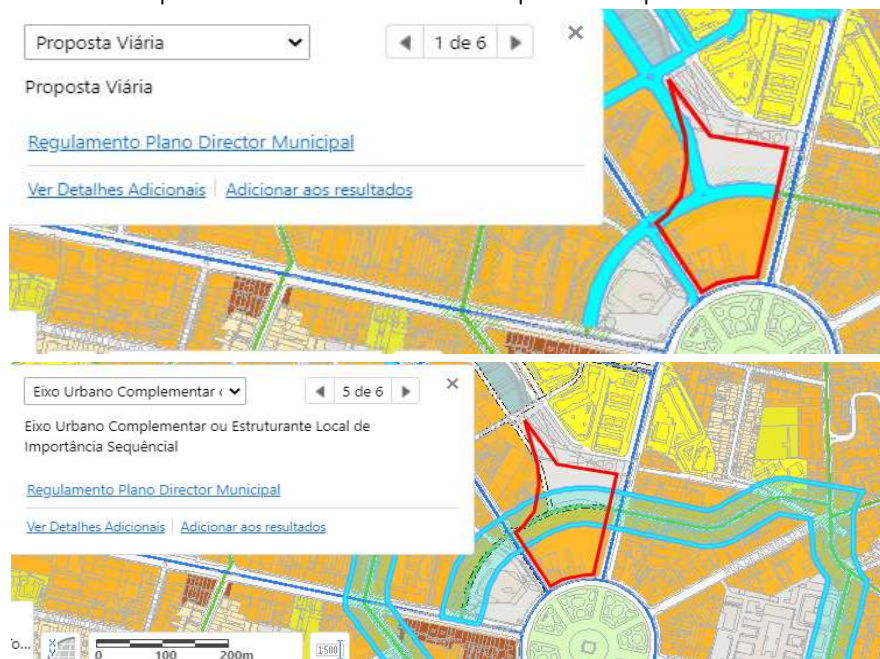 Proposta Viária
1 de 6
Proposta Viária
Regulamento Plano Director Municipal
Ver Detalhes Adicionais Adicionar aos resultados
Eixo Urbano Complementar
5 de 6
Eixo Urbano Complementar ou Estruturante Local de
Importância Sequêncial
Regulamento Plano Director Municipal
Ver Detalhes Adicionais Adicionar aos resultados
0 100 200m